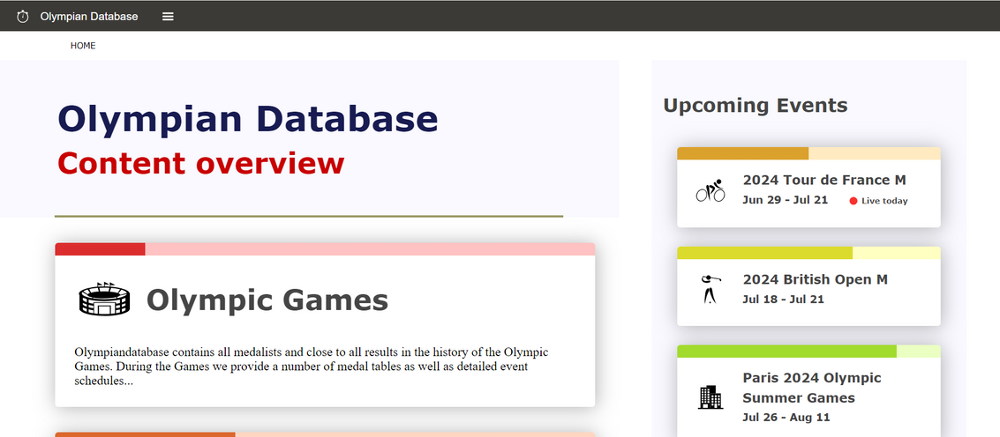 Olympian Database
HOME
Olympian Database
Content overview
Olympic Games
Olympiandatabase contains all medalists and close to all results in the history of the Olympic
Games. During the Games we provide a number of medal tables as well as detailed event
schedules...
Upcoming Events
2024 Tour de France M
Jun 29 - Jul 21 Live today
2024 British Open M
Jul 18 - Jul 21
Paris 2024 Olympic
Summer Games
Jul 26 - Aug 11